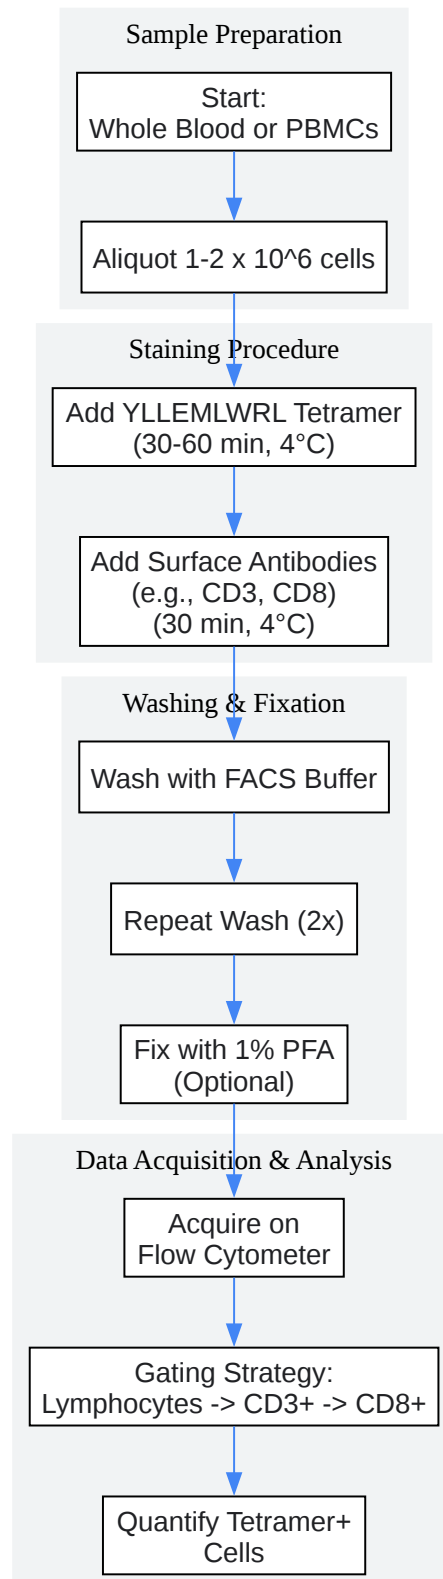 Sample Preparation
Start:
Whole Blood or PBMCs
Aliquot 1-2 x 10^6 cells
Staining Procedure
Add YLLEMLWRL Tetramer
(30-60 min, 4°C)
Add Surface Antibodies
(e.g., CD3, CD8)
(30 min, 4°C)
Washing & Fixation
Wash with FACS Buffer
Repeat Wash (2x)
Fix with 1% PFA
(Optional)
Data Acquisition & Analysis
Acquire on
Flow Cytometer
Gating Strategy:
Lymphocytes -> CD3+ -> CD8+
Quantify Tetramer+
Cells